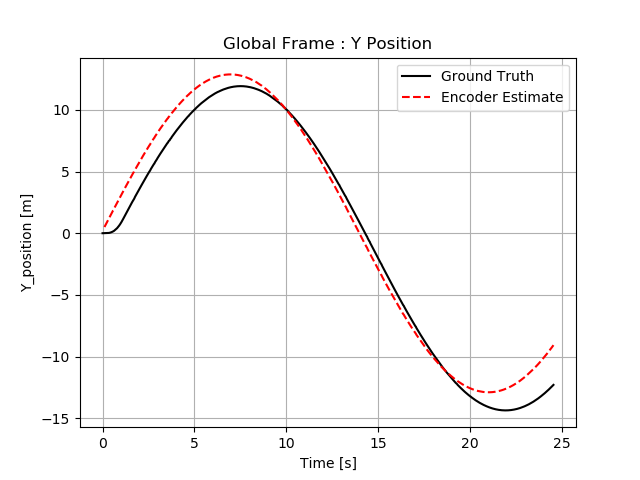 Global Frame : Y Position
Ground Truth
Encoder Estimate
Y_position [m]
10
5
0
−5
−10
−15
0 5 10 15 20 25
Time [s]